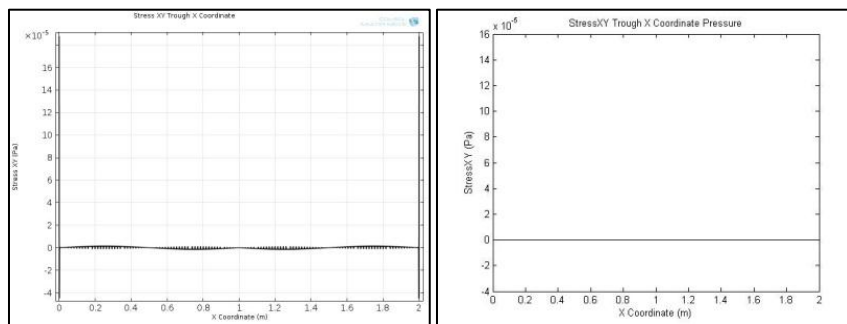 Stress XY Trough X Coordinate
COMSOL
MULTIPHYSICS
×10⁻⁵
16
14
12
10
8
6
4
2
0
-2
-4
Stress XY (Pa)
0 0.2 0.4 0.6 0.8 1 1.2 1.4 1.6 1.8 2
X Coordinate (m)
StressXY Trough X Coordinate Pressure
x 10⁻⁵
16
14
12
10
8
6
4
2
0
-2
-4
StressXY (Pa)
0 0.2 0.4 0.6 0.8 1 1.2 1.4 1.6 1.8 2
X Coordinate (m)